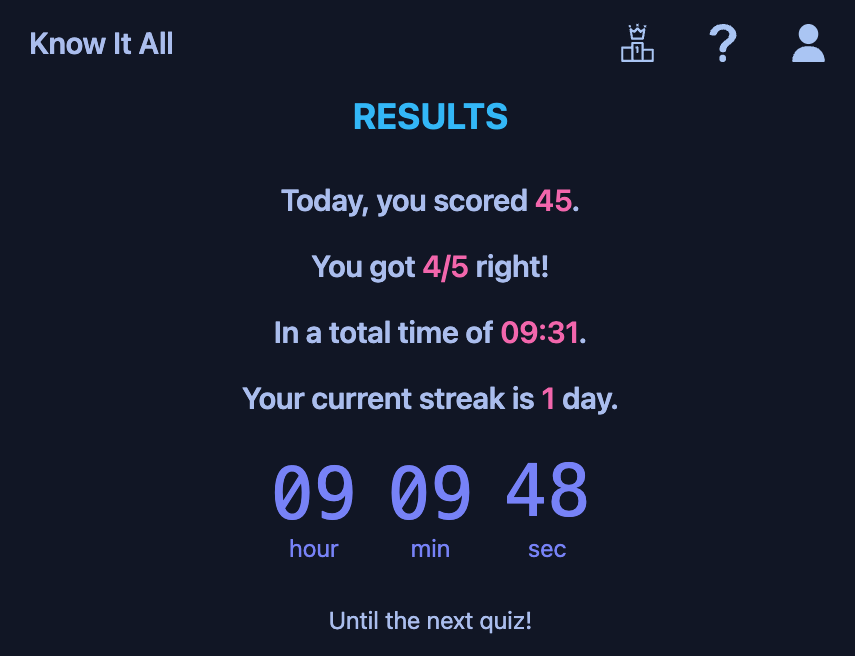 Know It All
1
RESULTS
Today, you scored 45.
You got 4/5 right!
In a total time of 09:31.
Your current streak is 1 day.
09 09 48
hour min sec
Until the next quiz!